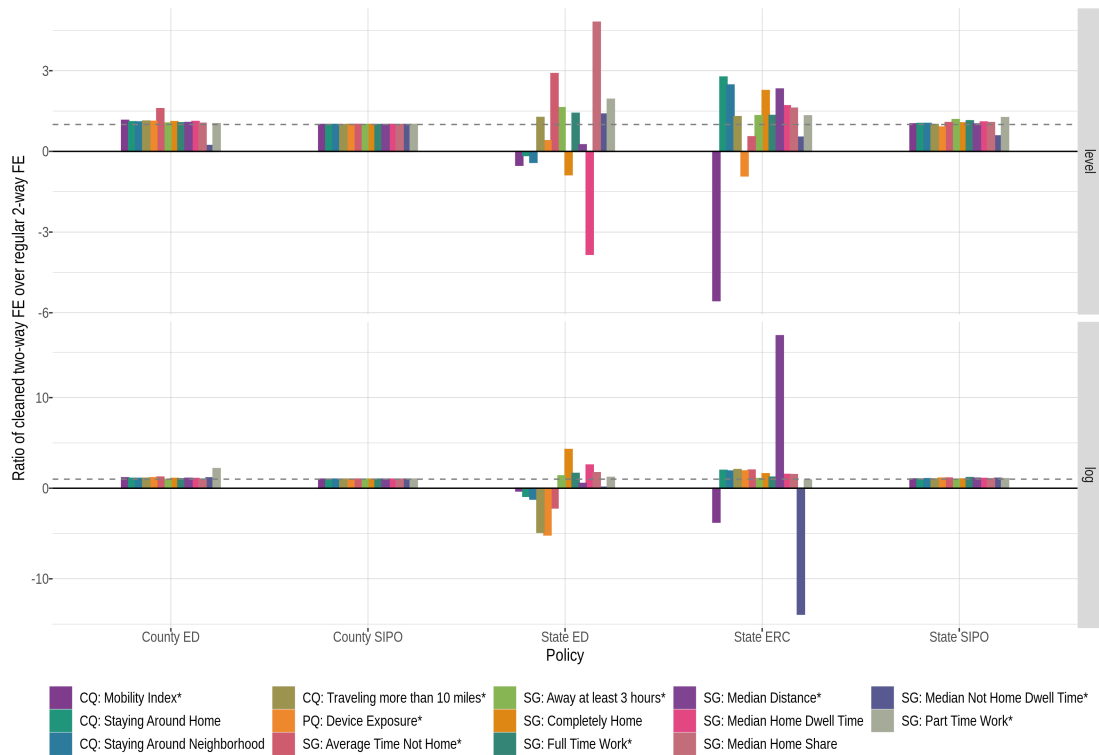 Ratio of cleaned two-way FE over regular 2-way FE
3
0
-3
-6
level
10
0
-10
log
County ED
County SIPO
State ED
State ERC
State SIPO
Policy
CQ: Mobility Index*
CQ: Traveling more than 10 miles*
SG: Away at least 3 hours*
SG: Median Distance*
SG: Median Not Home Dwell Time*
CQ: Staying Around Home
PQ: Device Exposure*
SG: Completely Home
SG: Median Home Dwell Time
SG: Part Time Work*
CQ: Staying Around Neighborhood
SG: Average Time Not Home*
SG: Full Time Work*
SG: Median Home Share